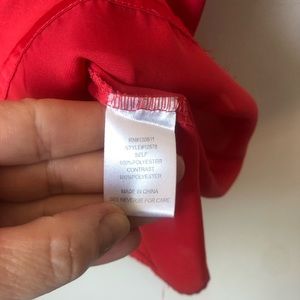 SELF
100%POLYESTER
CONTRAST
100%POLYESTER
MADE IN CHINA
SEE REVERSE FOR CARE